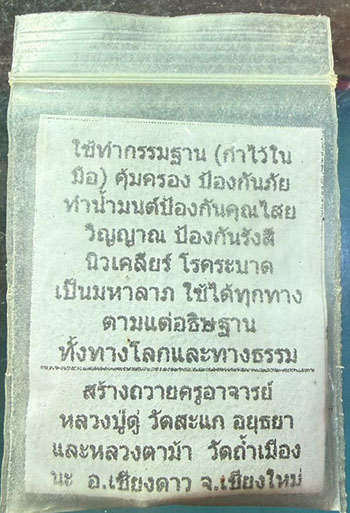 ใช้ทำกรรมฐาน (กำไว้ใน
มือ) คุ้มครอง ป้องกันภัย
ทำน้ำมนต์ป้องกันคุณไสย
วิญญาณ ป้องกันรังสี
นิวเคลียร์ โรคระบาด
เป็นมหาลาภ ใช้ได้ทุกทาง
ตามแต่อธิษฐาน
ทั้งทางโลกและทางธรรม
สร้างถวายครูอาจารย์
หลวงปู่ดู่ วัดสะแก อยุธยา
และหลวงตาม้า วัดถ้ำเมือง
นะ อ.เชียงดาว จ.เชียงใหม่